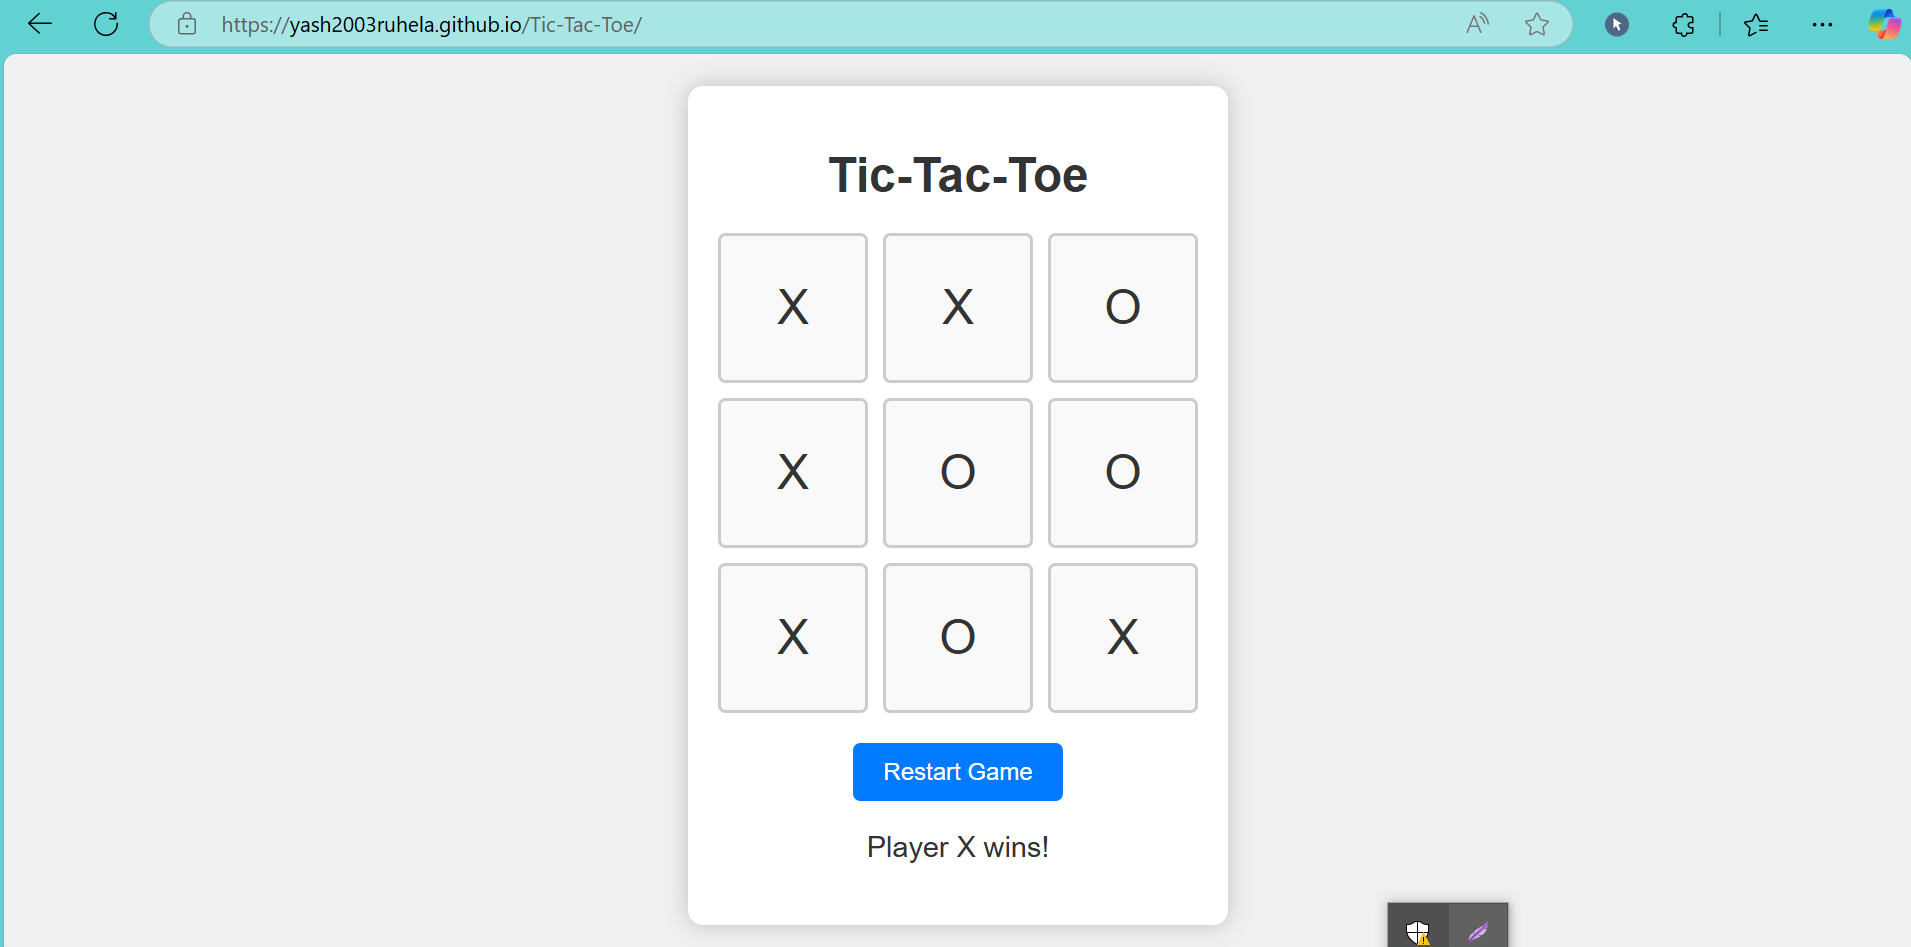 https://yash2003ruhela.github.io/Tic-Tac-Toe/
Tic-Tac-Toe
X X O
X O O
X O X
Restart Game
Player X wins!